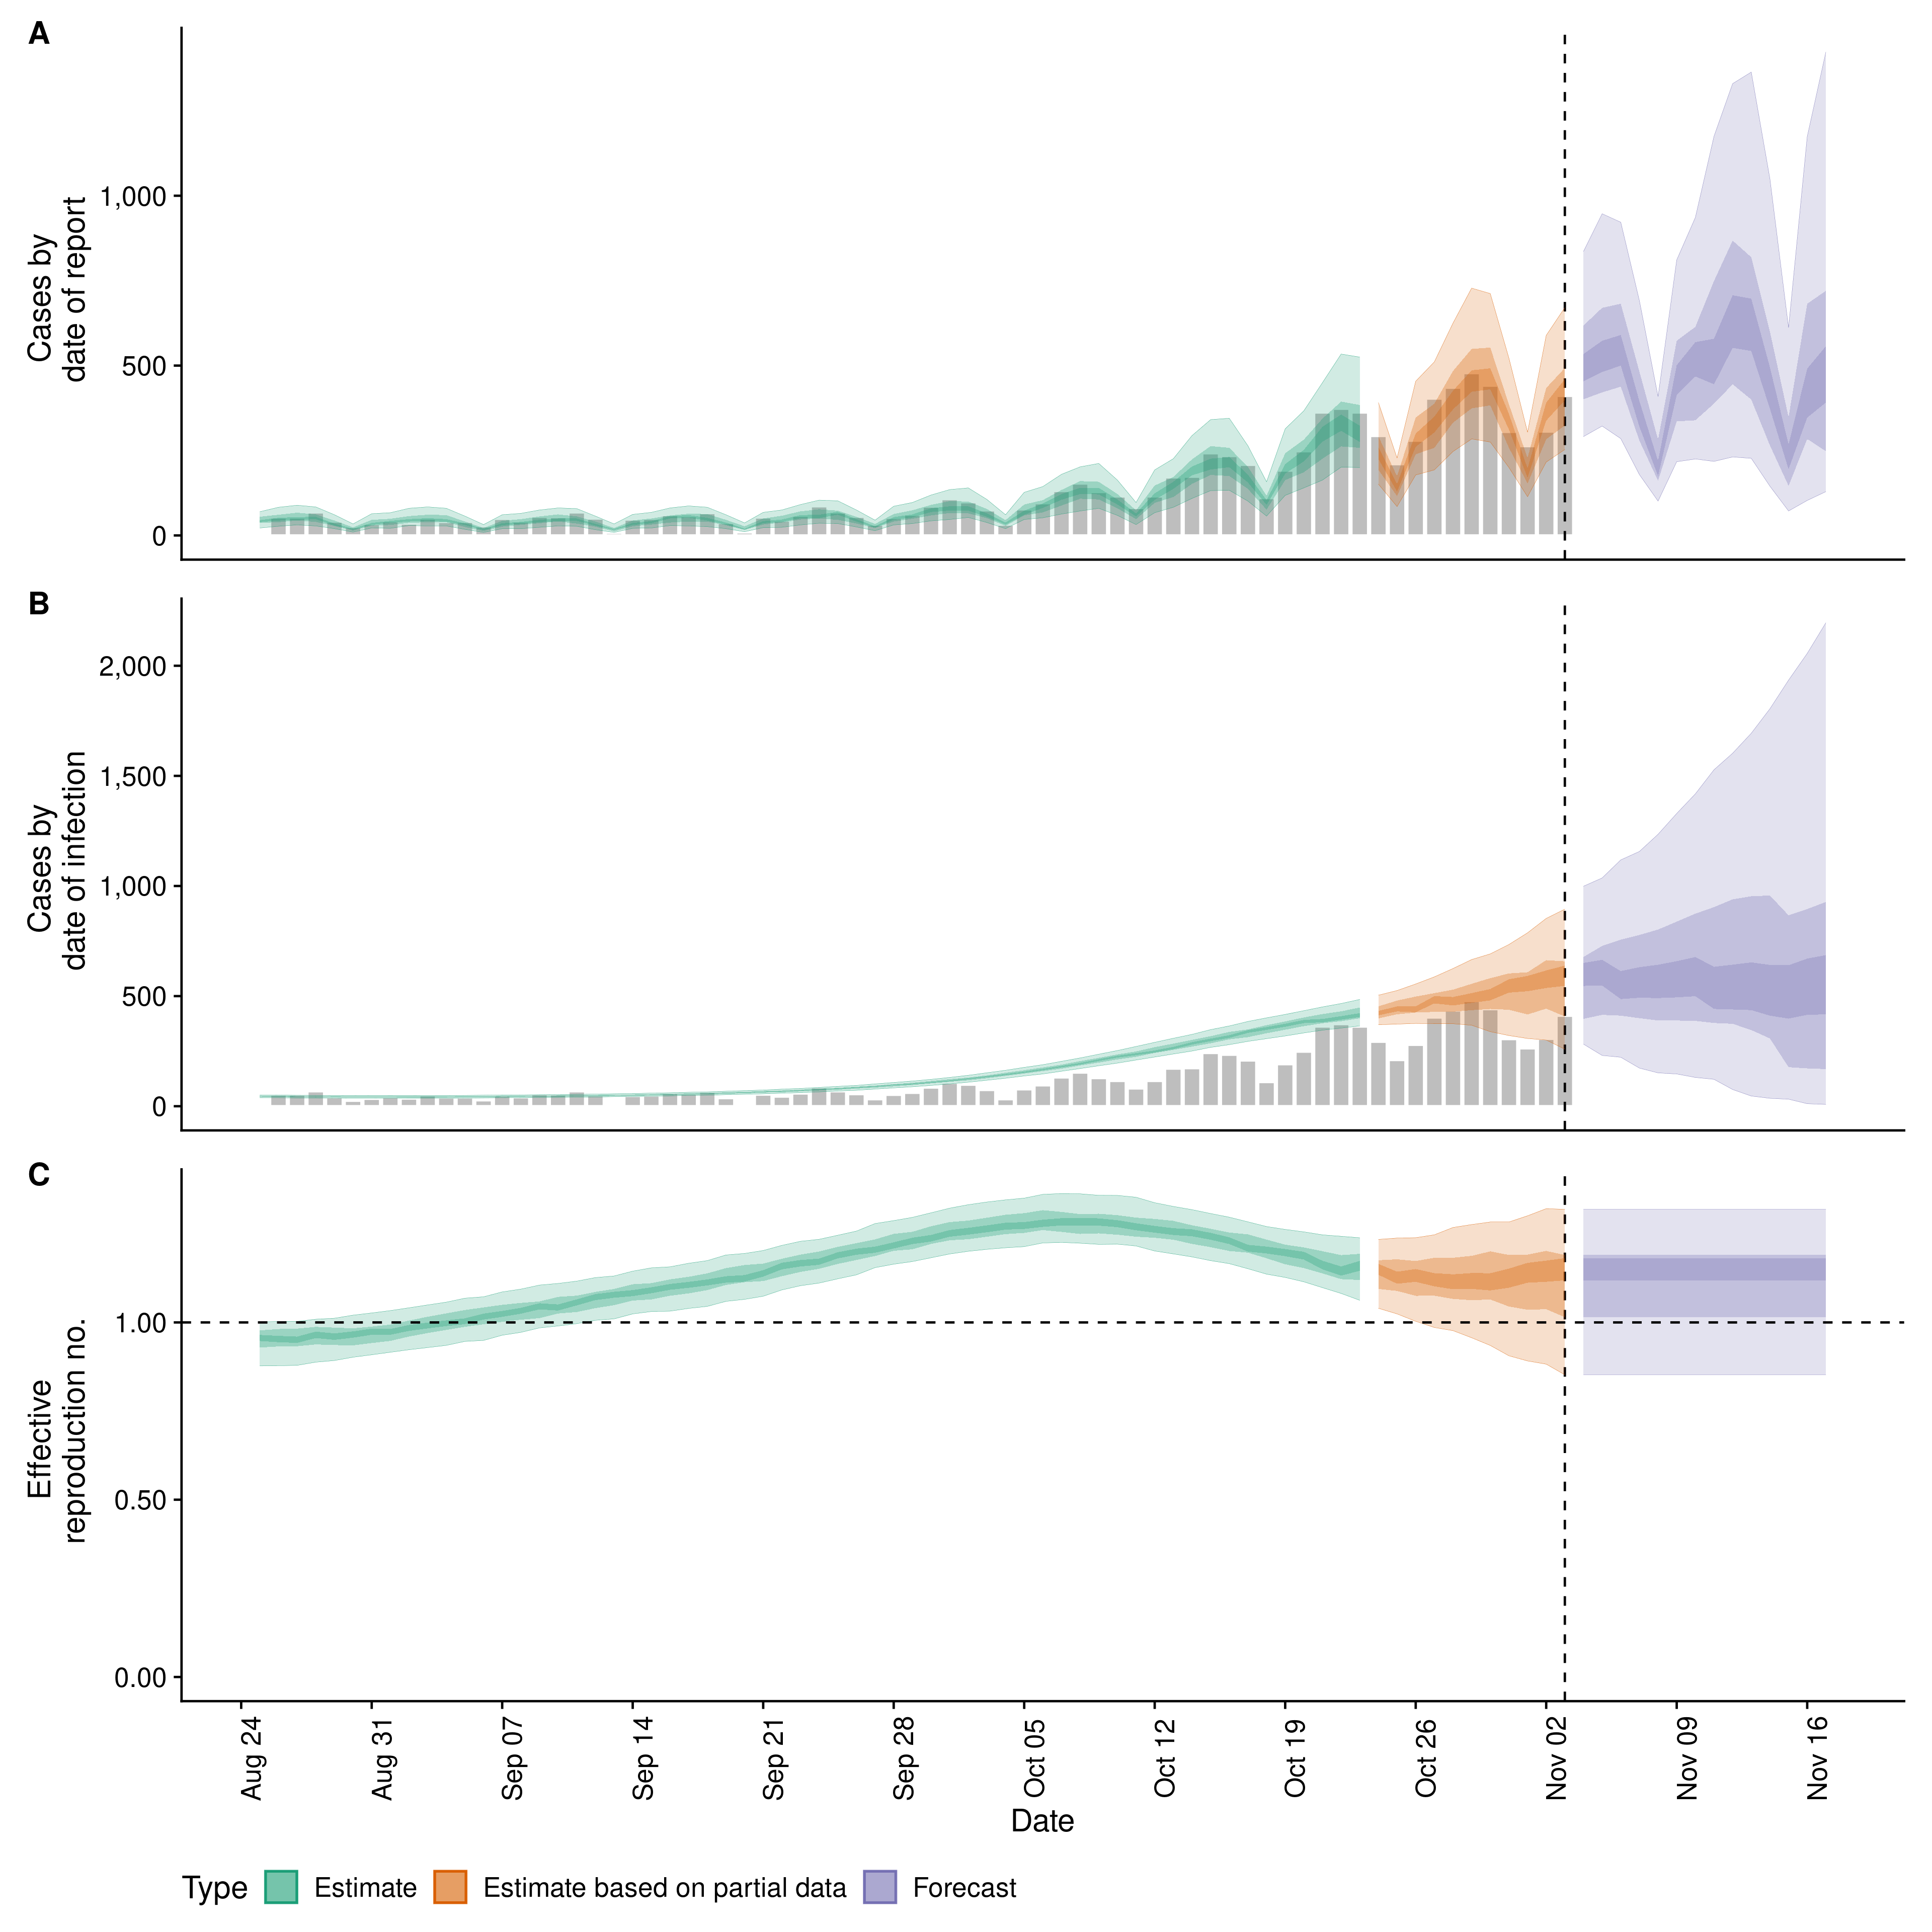 A
Cases by
date of report
1,000
500
0
B
Cases by
date of infection
2,000
1,500
1,000
500
0
C
Effective
reproduction no.
1.00
0.50
0.00
Aug 24
Aug 31
Sep 07
Sep 14
Sep 21
Sep 28
Oct 05
Oct 12
Oct 19
Oct 26
Nov 02
Nov 09
Nov 16
Date
Type Estimate Estimate based on partial data Forecast